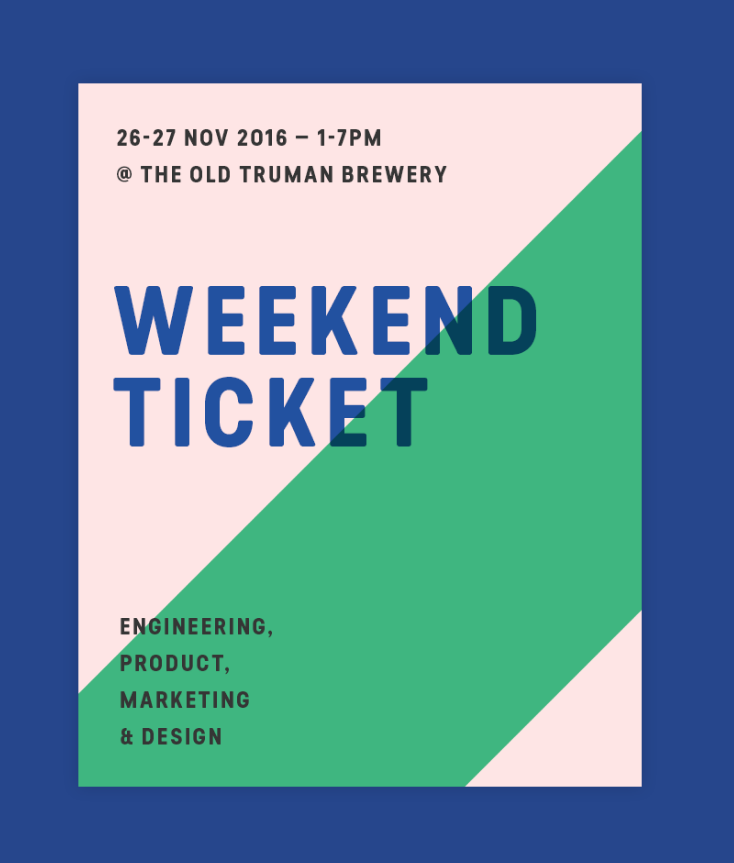 26-27 NOV 2016 – 1-7PM
@ THE OLD TRUMAN BREWERY
WEEKEND
TICKET
ENGINEERING,
PRODUCT,
MARKETING
& DESIGN